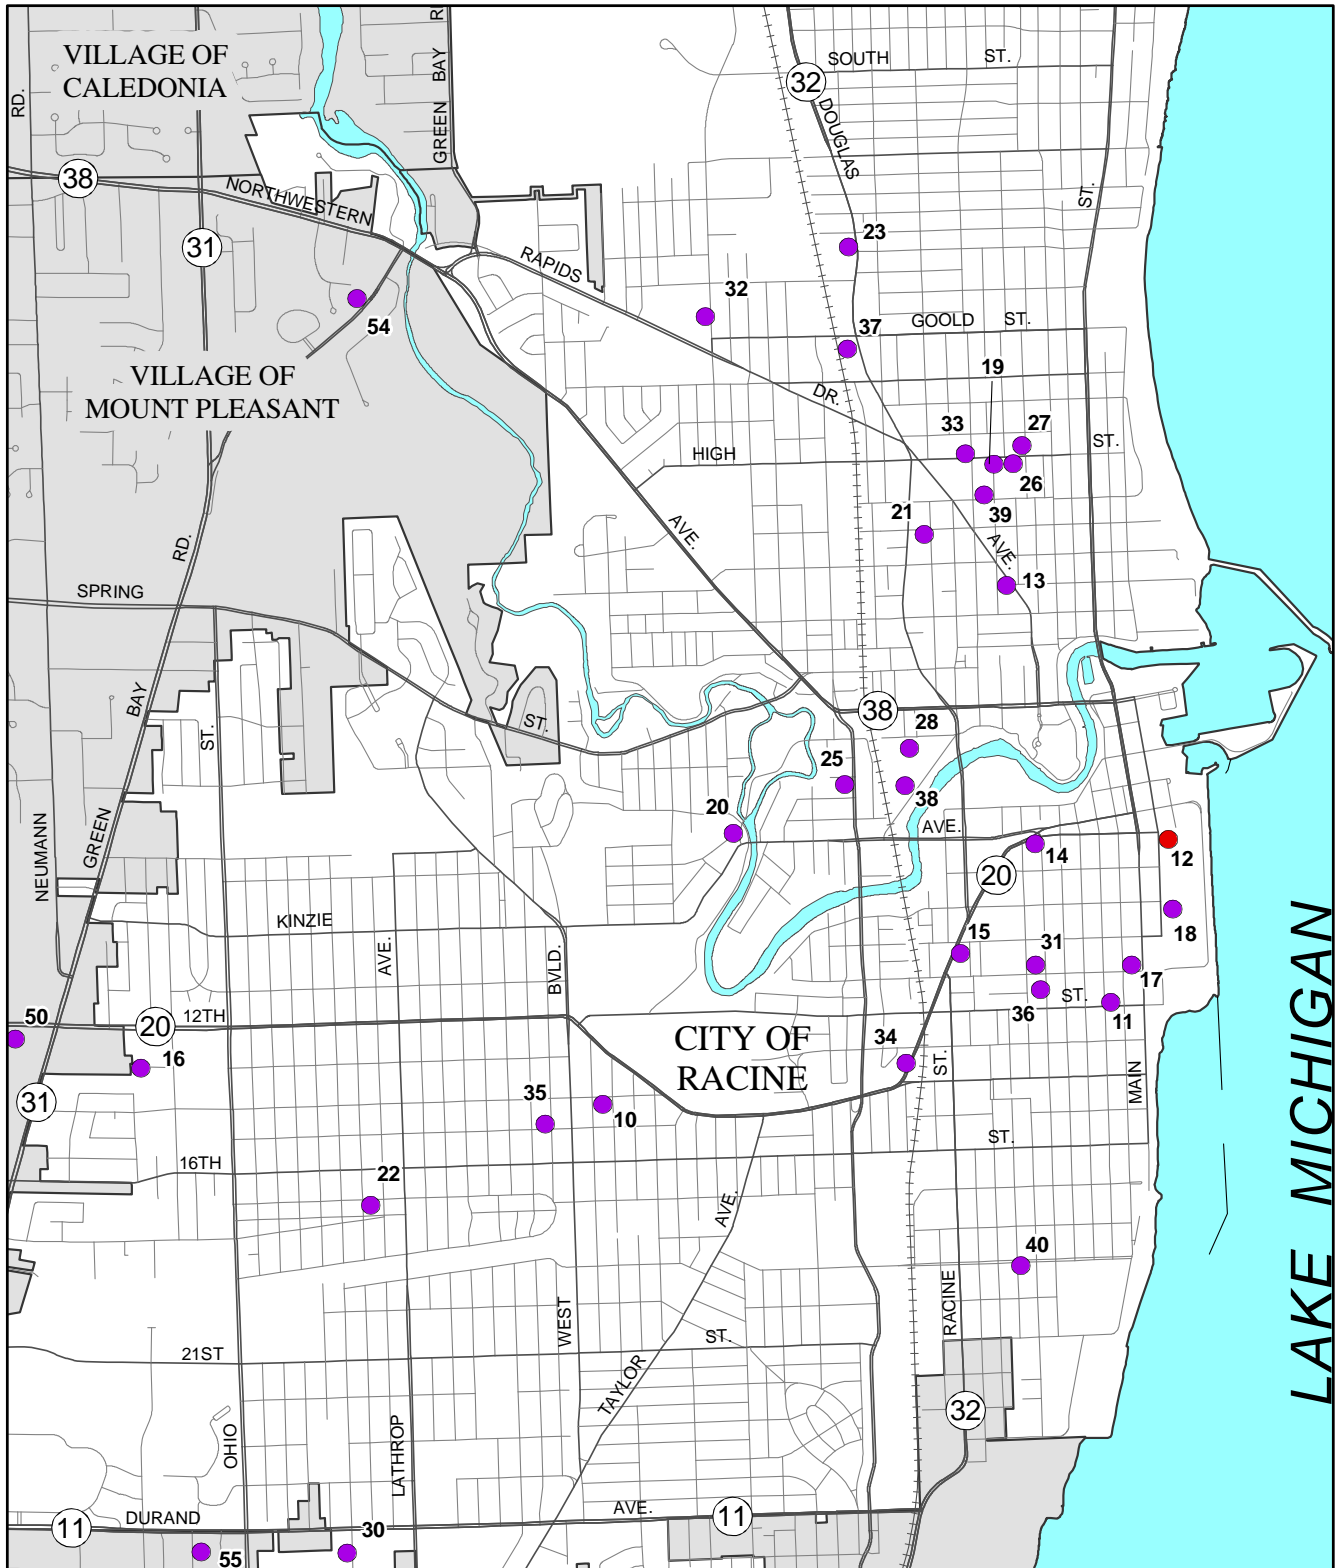 VILLAGE OF
CALEDONIA
RD.
GREEN BAY
SOUTH ST.
32
DOUGLAS
38
NORTHWESTERN
31
ST.
23
RAPIDS
32
54
37
GOOLD ST.
VILLAGE OF
MOUNT PLEASANT
19
DR.
33
27
HIGH
ST.
26
39
21
AVE.
AVE.
13
RD.
SPRING
BAY
ST.
ST.
38
28
25
38
20
AVE.
12
14
20
NEUMANN
GREEN
KINZIE
AVE.
BVLD.
18
15
31
17
ST.
36
11
50
20
12TH
16
CITY OF
RACINE
34
ST.
MAIN
LAKE MICHIGAN
31
35
10
16TH
ST.
22
AVE.
40
RACINE
WEST
21ST
ST.
TAYLOR
32
OHIO
LATHROP
11
DURAND
AVE.
11
30
55